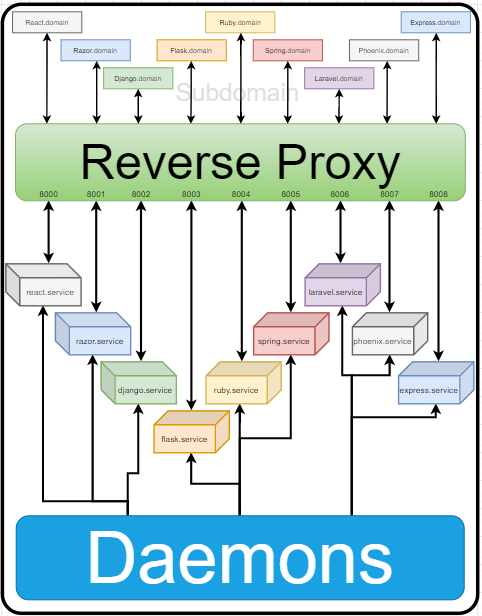 React.domain
Ruby.domain
Express.domain
Razor.domain
Flask.domain
Spring.domain
Phoenix.domain
Django.domain
Laravel.domain
Subdomain
Reverse Proxy
8000 8001 8002 8003 8004 8005 8006 8007 8008
react.service
laravel.service
razor.service
spring.service
phoenix.service
django.service
ruby.service
express.service
flask.service
Daemons